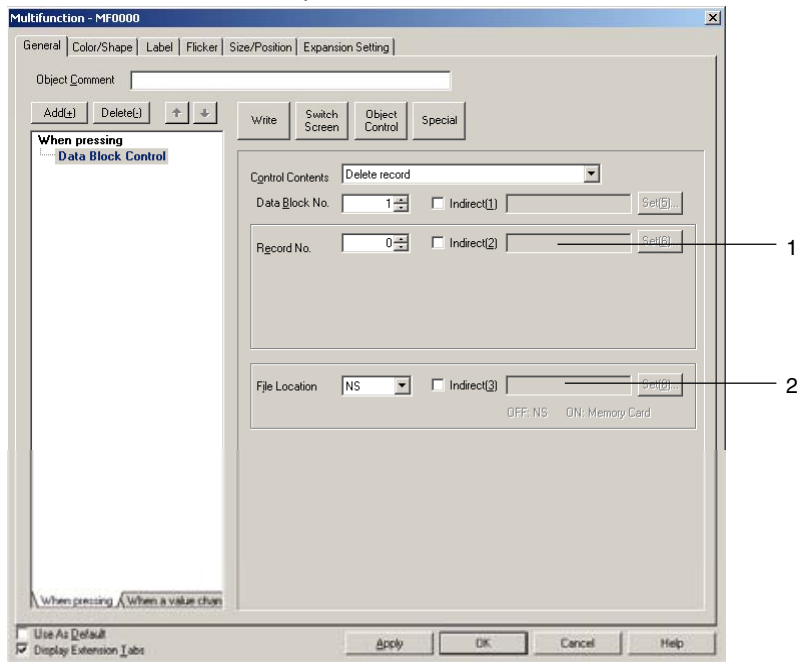 Multifunction - MF0000
General Color/Shape Label Flicker Size/Position Expansion Setting
Object Comment
Add(+) Delete(-)
Write Switch Screen Object Control Special
When pressing
Data Block Control
Control Contents Delete record
Data Block No. 1 Indirect(1) Set(5)...
Record No. 0 Indirect(2) Set(6)... 1
File Location NS Indirect(3) 2
OFF: NS ON: Memory Card
When pressing When a value chan
Use As Default
Display Extension Tabs
Apply OK Cancel Help